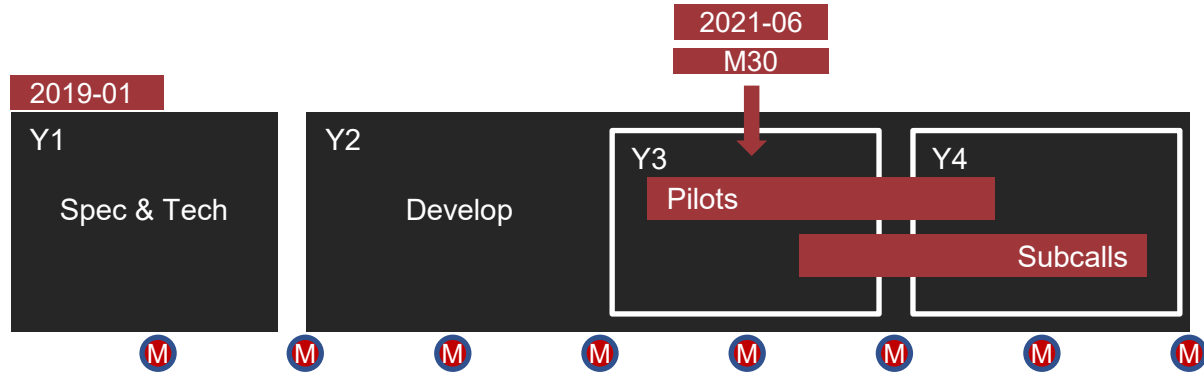 2021-06
M30
2019-01
Y1
Y2
Y3
Y4
Spec & Tech
Develop
Pilots
Subcalls
M
M
M
M
M
M
M
M